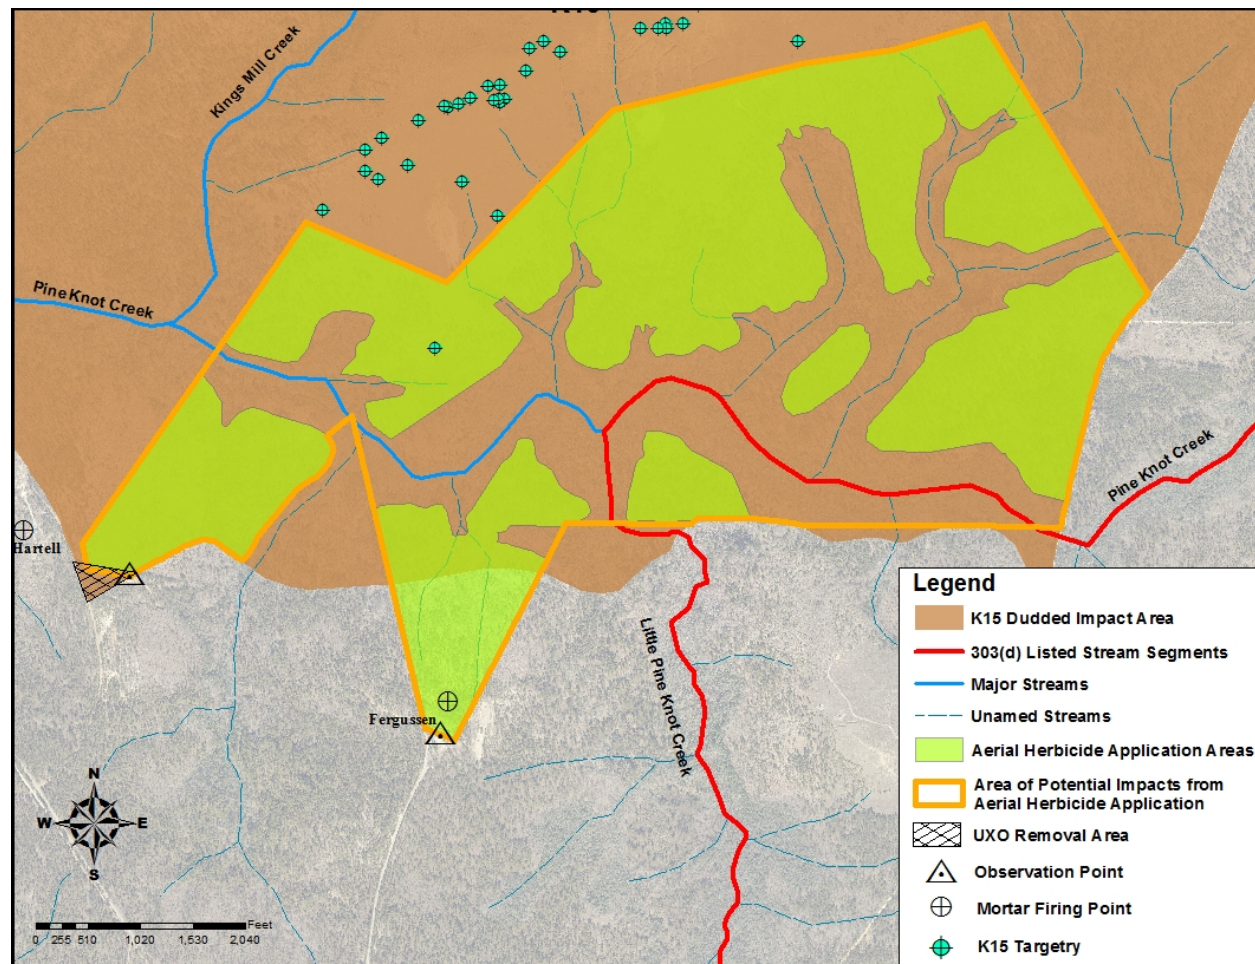 Kings Mill Creek
Pine Knot Creek
Pine Knot Creek
Hartell
Little Pine Knot Creek
Fergussen
N
W E
S
Feet
0 255 510 1,020 1,530 2,040
Legend
K15 Dudded Impact Area
303(d) Listed Stream Segments
Major Streams
Unamed Streams
Aerial Herbicide Application Areas
Area of Potential Impacts from
Aerial Herbicide Application
UXO Removal Area
Observation Point
Mortar Firing Point
K15 Targetry